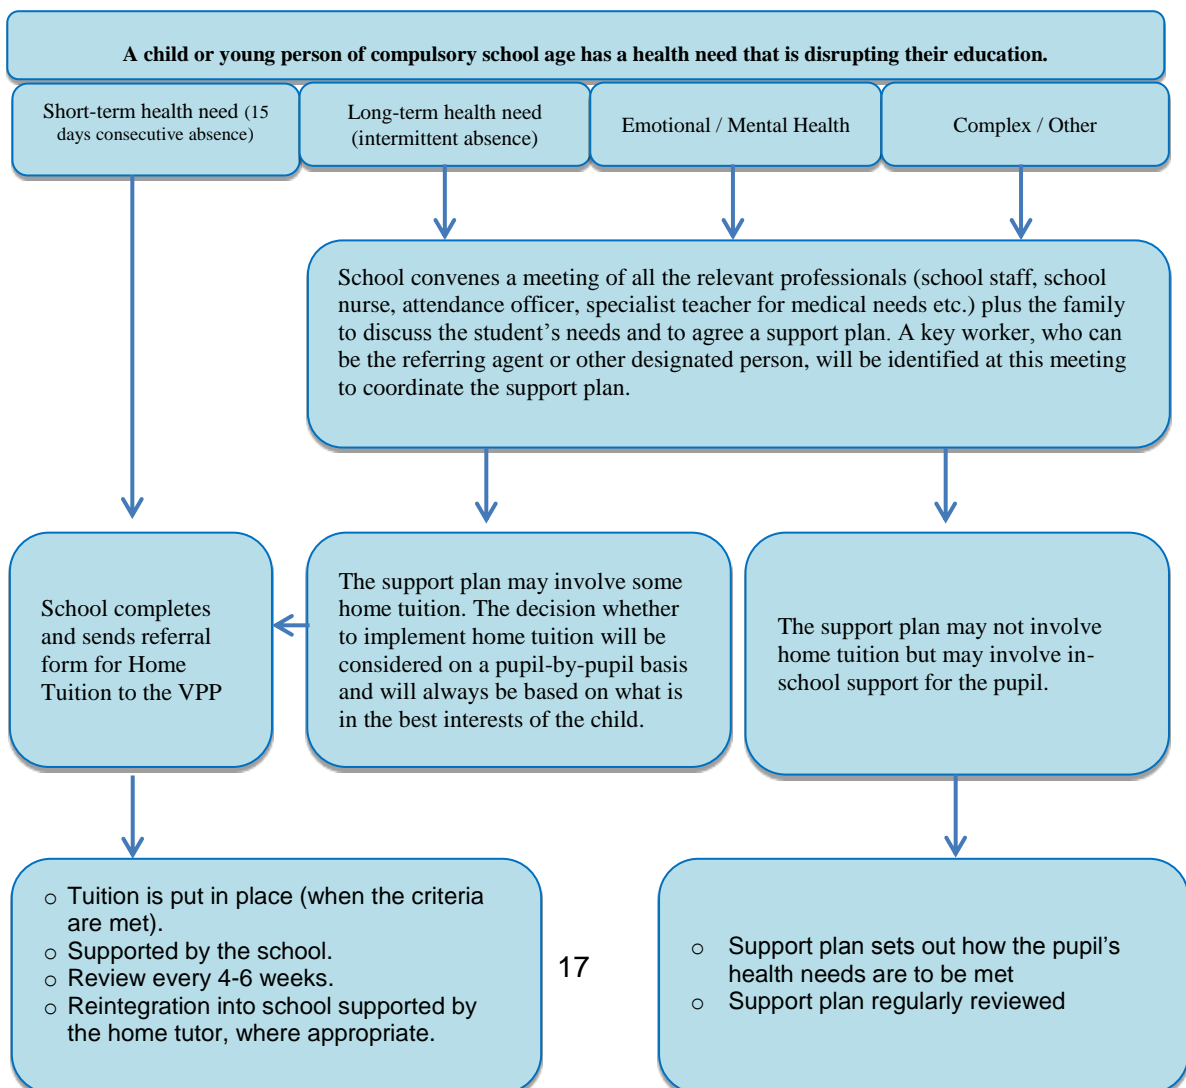 A child or young person of compulsory school age has a health need that is disrupting their education.
Short-term health need (15
days consecutive absence)
Long-term health need
(intermittent absence)
Emotional / Mental Health
Complex / Other
School convenes a meeting of all the relevant professionals (school staff, school
nurse, attendance officer, specialist teacher for medical needs etc.) plus the family
to discuss the student’s needs and to agree a support plan. A key worker, who can
be the referring agent or other designated person, will be identified at this meeting
to coordinate the support plan.
School completes
and sends referral
form for Home
Tuition to the VPP
The support plan may involve some
home tuition. The decision whether
to implement home tuition will be
considered on a pupil-by-pupil basis
and will always be based on what is
in the best interests of the child.
The support plan may not involve
home tuition but may involve in-
school support for the pupil.
o Tuition is put in place (when the criteria
are met).
o Supported by the school.
o Review every 4-6 weeks.
o Reintegration into school supported by
the home tutor, where appropriate.
17
o Support plan sets out how the pupil’s
health needs are to be met
o Support plan regularly reviewed